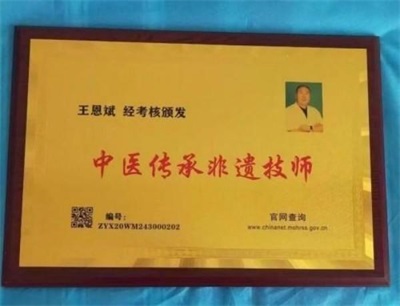 王恩斌 经考核颁发
中医传承非遗技师
编号:
ZYX20WM243000202
官网查询
www.chinanet.mohrss.gov.cn